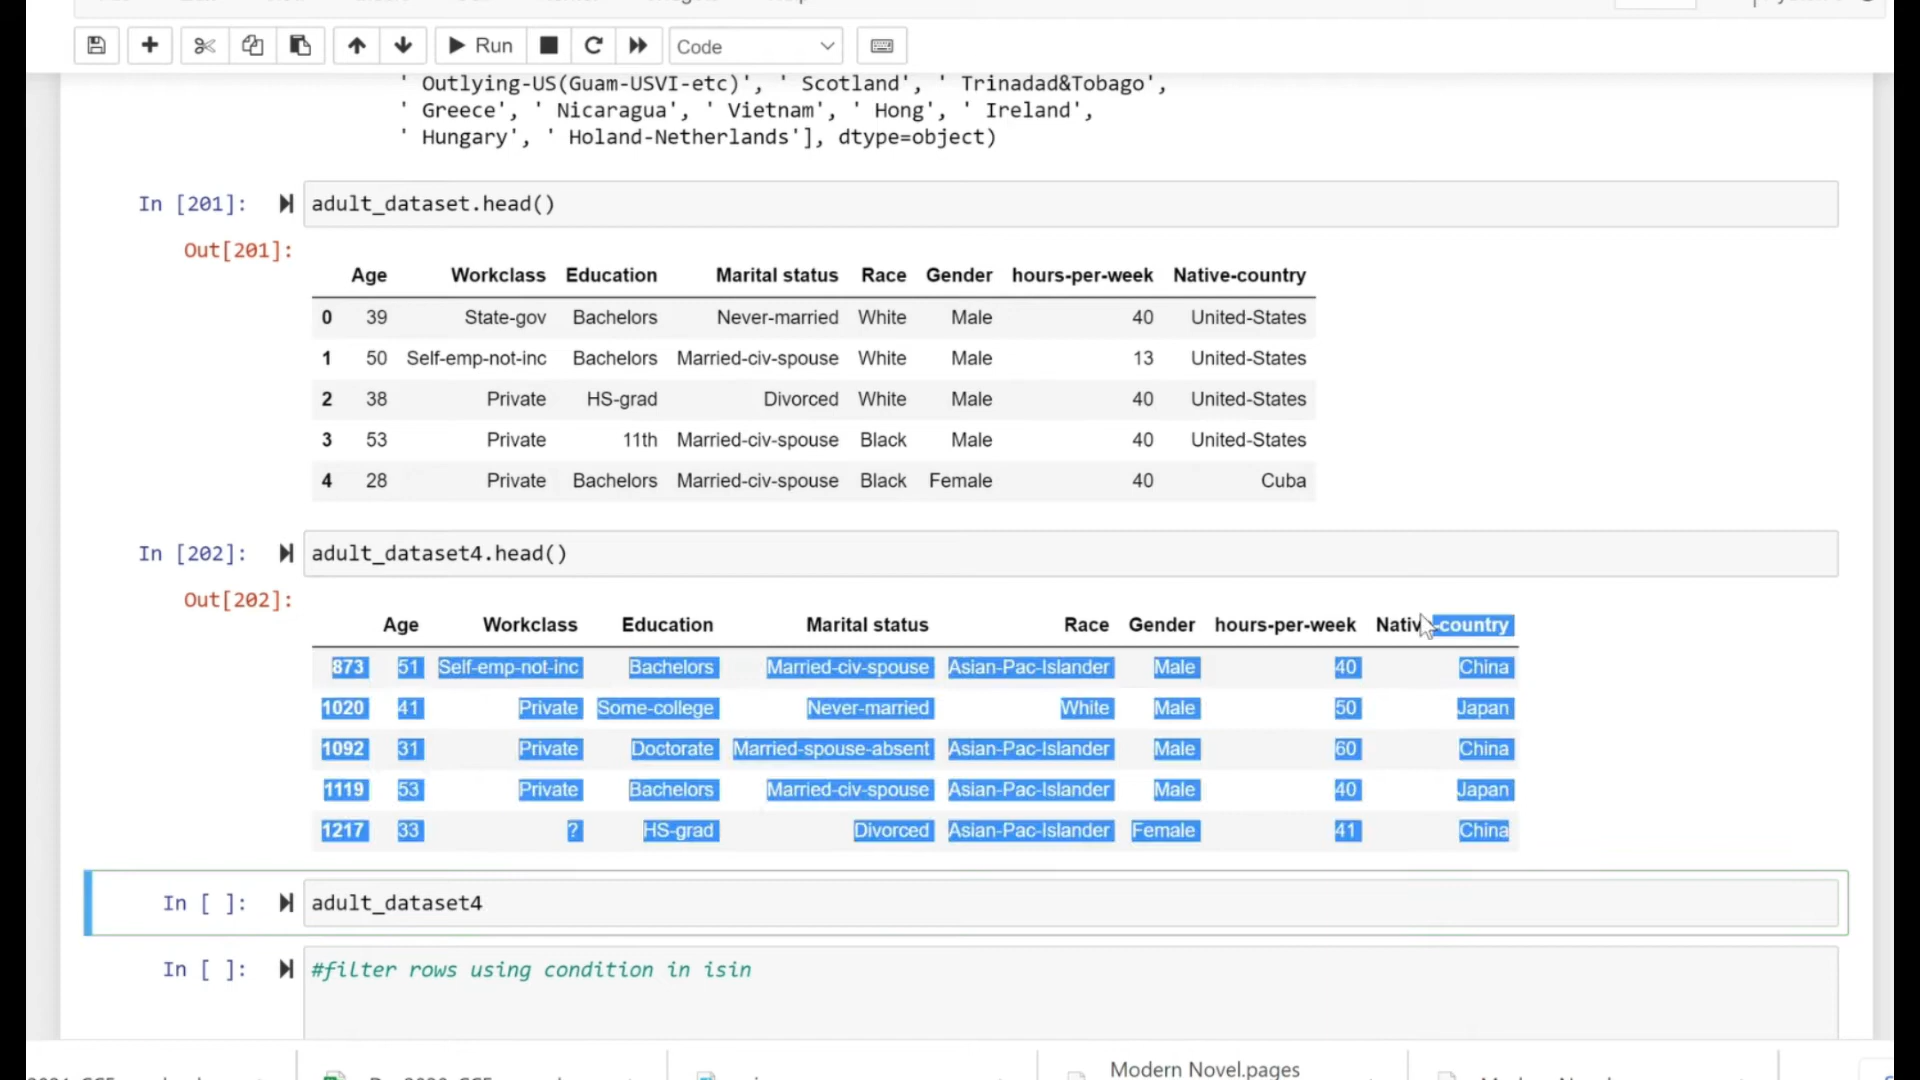 Run Code
' Outlying-US(Guam-USVI-etc)', ' Scotland', ' Trinadad&Tobago',
' Greece', ' Nicaragua', ' Vietnam', ' Hong', ' Ireland',
' Hungary', ' Holand-Netherlands'], dtype=object)
In [201]: adult_dataset.head()
Out[201]:
Age Workclass Education Marital status Race Gender hours-per-week Native-country
0 39 State-gov Bachelors Never-married White Male 40 United-States
1 50 Self-emp-not-inc Bachelors Married-civ-spouse White Male 13 United-States
2 38 Private HS-grad Divorced White Male 40 United-States
3 53 Private 11th Married-civ-spouse Black Male 40 United-States
4 28 Private Bachelors Married-civ-spouse Black Female 40 Cuba
In [202]: adult_dataset4.head()
Out[202]:
Age Workclass Education Marital status Race Gender hours-per-week Native-country
873 51 Self-emp-not-inc Bachelors Married-civ-spouse Asian-Pac-Islander Male 40 China
1020 41 Private Some-college Never-married White Male 50 Japan
1092 31 Private Doctorate Married-spouse-absent Asian-Pac-Islander Male 60 China
1119 53 Private Bachelors Married-civ-spouse Asian-Pac-Islander Male 40 Japan
1217 33 ? HS-grad Divorced Asian-Pac-Islander Female 41 China
In [ ]: adult_dataset4
In [ ]: #filter rows using condition in isin
Modern Novel.pages